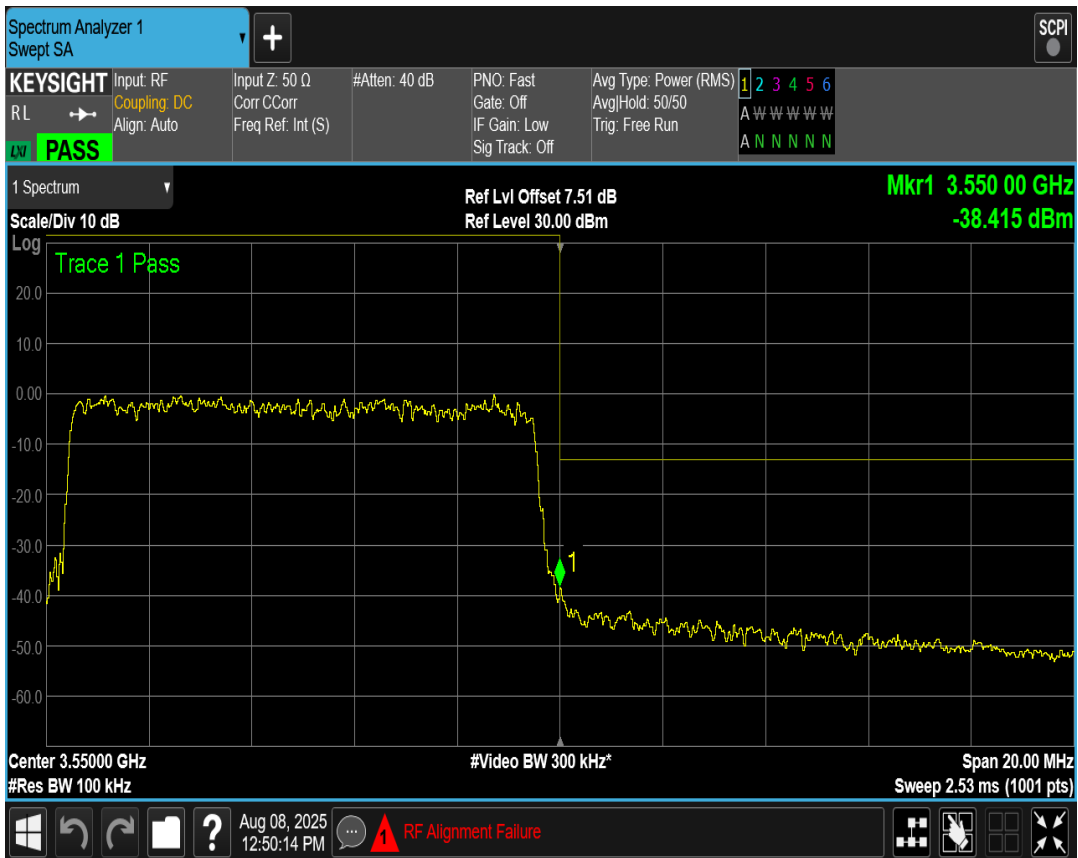 Spectrum Analyzer 1
Swept SA
SCPI
KEYSIGHT
RL
LXI PASS
Input: RF
Coupling: DC
Align: Auto
Input Z: 50 Ω
Corr CCorr
Freq Ref: Int (S)
#Atten: 40 dB
PNO: Fast
Gate: Off
IF Gain: Low
Sig Track: Off
Avg Type: Power (RMS)
Avg|Hold: 50/50
Trig: Free Run
1 2 3 4 5 6
A W W W W W
A N N N N N
1 Spectrum
Scale/Div 10 dB
Ref Lvl Offset 7.51 dB
Ref Level 30.00 dBm
Mkr1 3.550 00 GHz
-38.415 dBm
Log
Trace 1 Pass
20.0
10.0
0.00
-10.0
-20.0
-30.0
-40.0
-50.0
-60.0
1
Center 3.55000 GHz
#Res BW 100 kHz
#Video BW 300 kHz*
Span 20.00 MHz
Sweep 2.53 ms (1001 pts)
?
Aug 08, 2025
12:50:14 PM
1
RF Alignment Failure